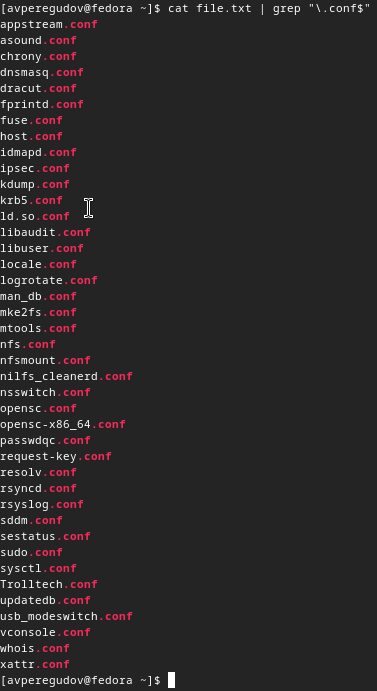 [avperegudov@fedora ~]$ cat file.txt | grep "\.conf$"
appstream.conf
asound.conf
chrony.conf
dnsmasq.conf
dracut.conf
fprintd.conf
fuse.conf
host.conf
idmapd.conf
ipsec.conf
kdump.conf
krb5.conf
ld.so.conf
libaudit.conf
libuser.conf
locale.conf
logrotate.conf
man_db.conf
mke2fs.conf
mtools.conf
nfs.conf
nfsmount.conf
nilfs_cleanerd.conf
nsswitch.conf
opensc.conf
opensc-x86_64.conf
passwdqc.conf
request-key.conf
resolv.conf
rsyncd.conf
rsyslog.conf
sddm.conf
sestatus.conf
sudo.conf
sysctl.conf
Trolltech.conf
updatedb.conf
usb_modeswitch.conf
vconsole.conf
whois.conf
xattr.conf
[avperegudov@fedora ~]$